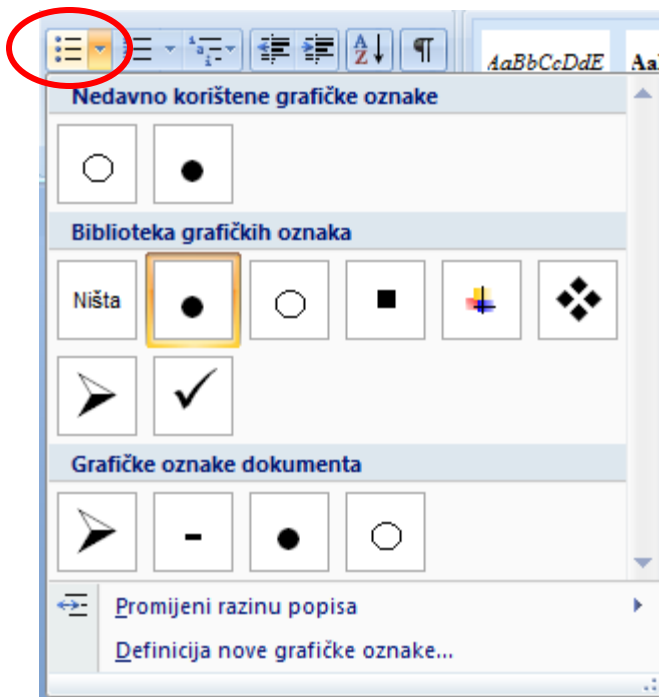 AaBbCcDdE Aal
Nedavno korištene grafičke oznake
Biblioteka grafičkih oznaka
Ništa
Grafičke oznake dokumenta
Promijeni razinu popisa
Definicija nove grafičke oznake...